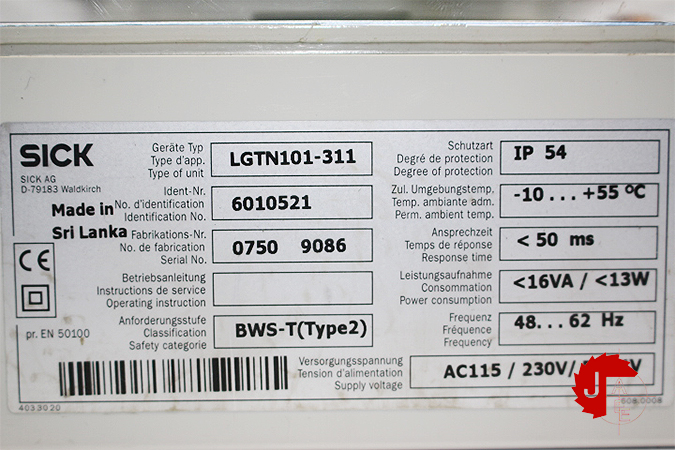 SICK
SICK AG
D-79183 Waldkirch
Made in
Sri Lanka
CE
pr. EN 50100
Geräte Typ
Type d'app.
Type of unit
LGTN101-311
Ident-Nr.
No. d'identification
Identification No.
6010521
Fabrikations-Nr.
No. de fabrication
Serial No.
0750 9086
Betriebsanleitung
Instructions de service
Operating instruction
Anforderungsstufe
Classification
Safety categorie
BWS-T(Type2)
Schutzart
Degré de protection
Degree of protection
IP 54
Zul. Umgebungstemp.
Temp. ambiante adm.
Perm. ambient temp.
-10...+55 ºC
Ansprechzeit
Temps de réponse
Response time
< 50 ms
Leistungsaufnahme
Consommation
Power consumption
<16VA / <13W
Frequenz
Fréquence
Frequency
48...62 Hz
Versorgungsspannung
Tension d'alimentation
Supply voltage
AC115 / 230V/
4033020
J